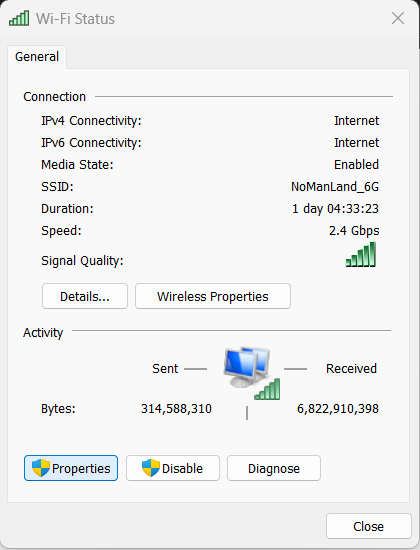 Wi-Fi Status
General
Connection
IPv4 Connectivity: Internet
IPv6 Connectivity: Internet
Media State: Enabled
SSID: NoManLand_6G
Duration: 1 day 04:33:23
Speed: 2.4 Gbps
Signal Quality:
Details... Wireless Properties
Activity
Sent Received
Bytes: 314,588,310 6,822,910,398
Properties Disable Diagnose
Close